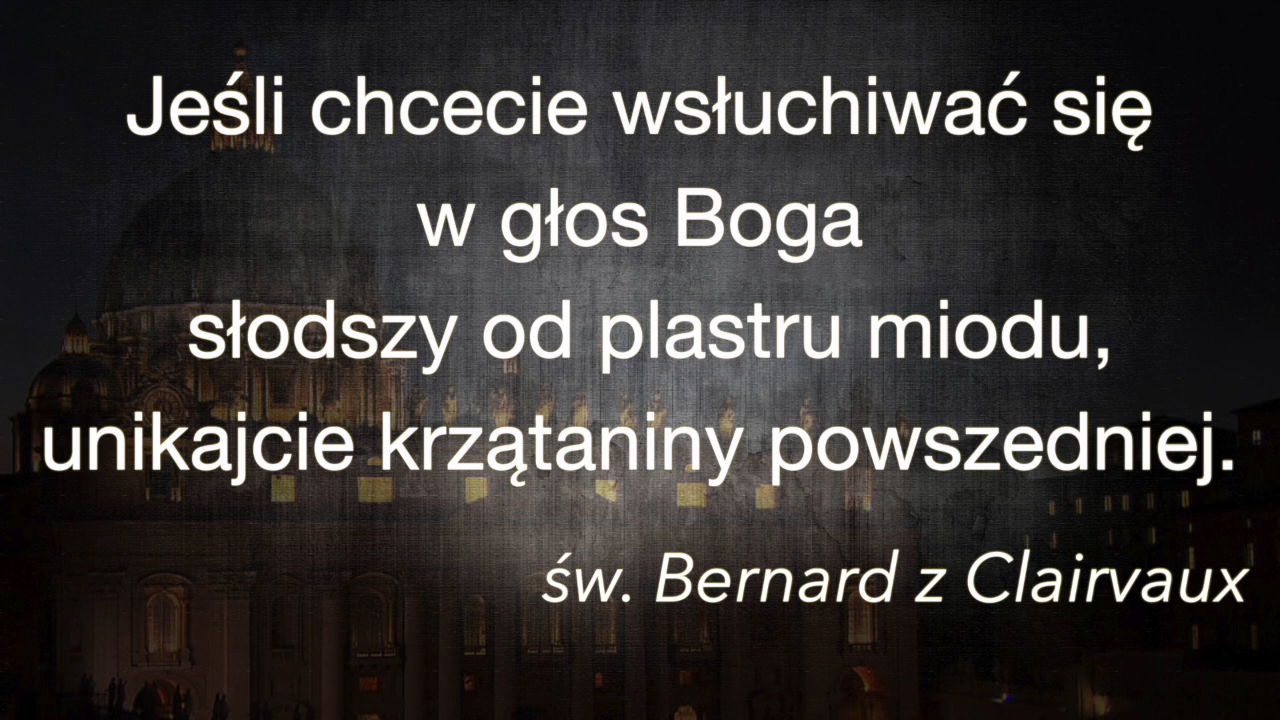 Jeśli chcecie wsłuchiwać się
w głos Boga
słodszy od plastru miodu,
unikajcie krzątaniny powszedniej.
św. Bernard z Clairvaux